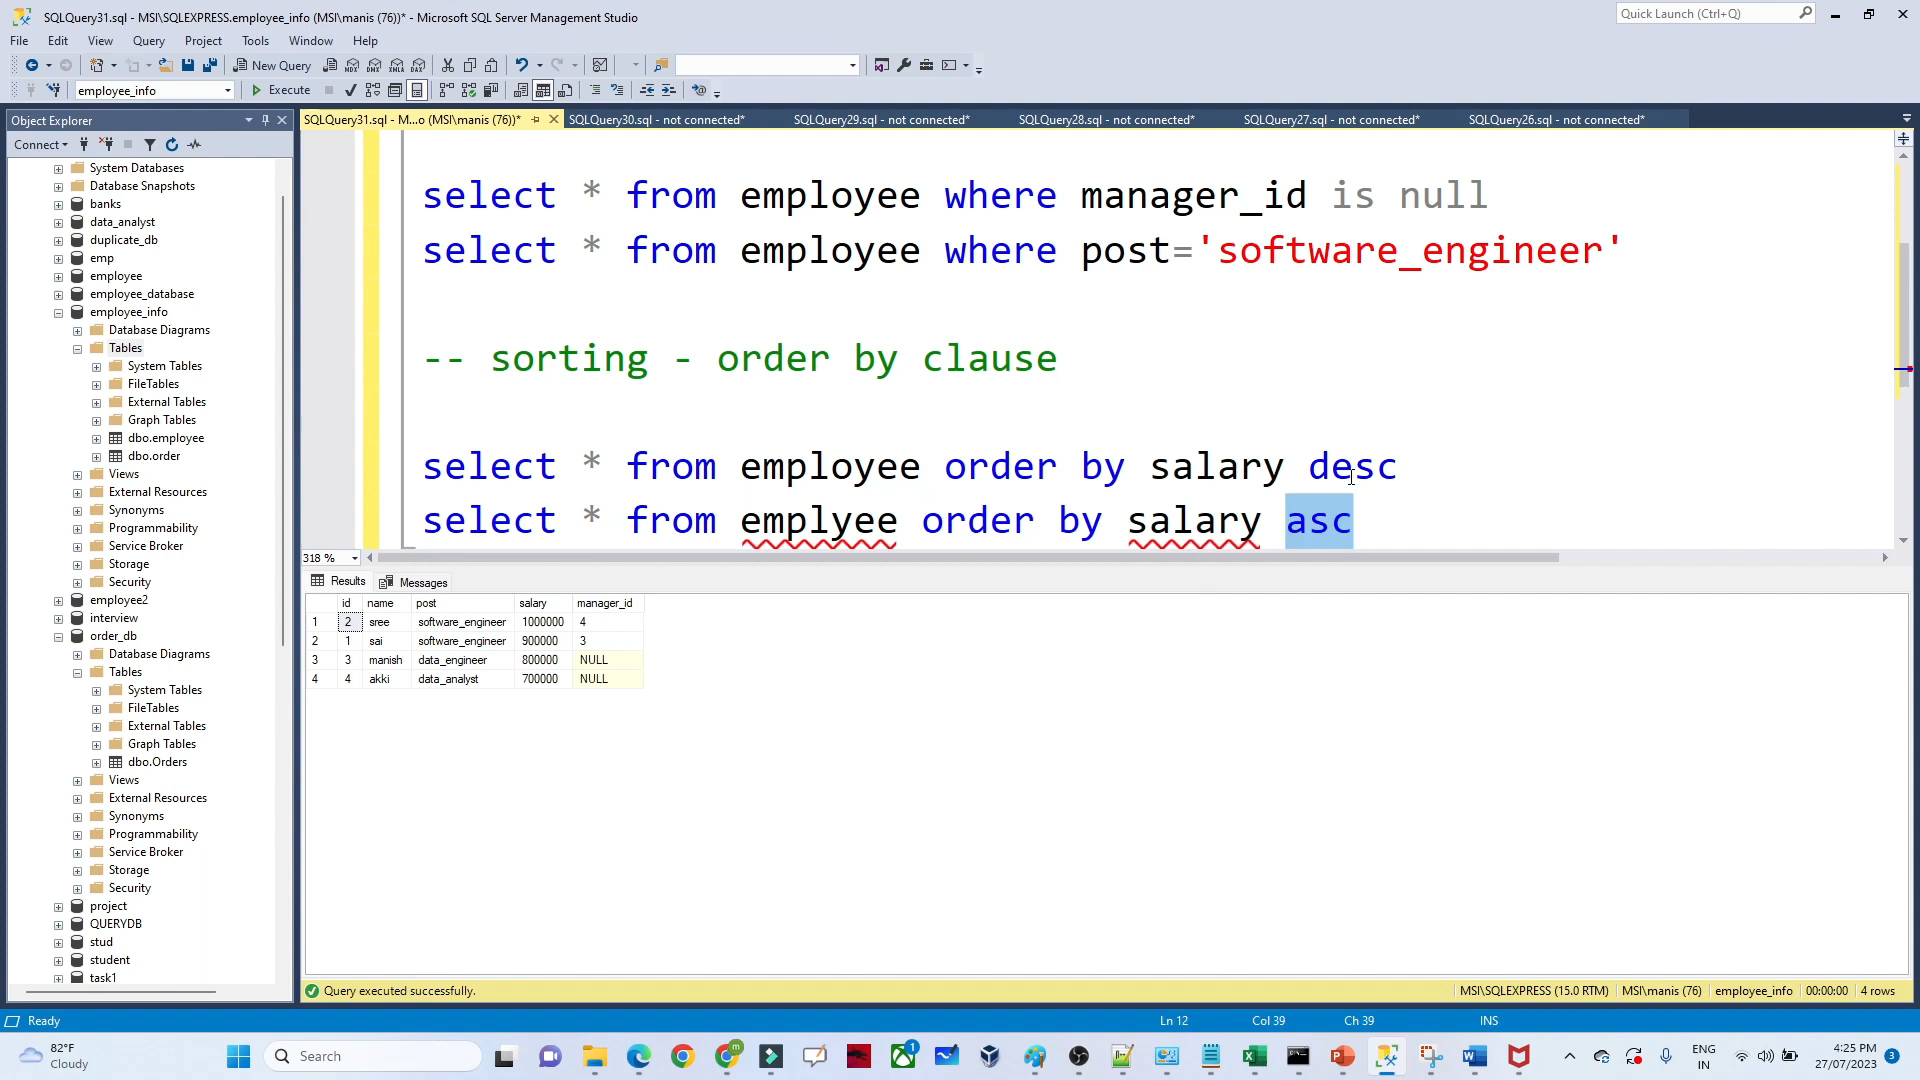 SQLQuery31.sql - MSI\SQLEXPRESS.employee_info (MSI\manis (76))* - Microsoft SQL Server Management Studio
Quick Launch (Ctrl+Q)
File Edit View Query Project Tools Window Help
New Query
employee_info
Execute
Object Explorer
Connect
System Databases
Database Snapshots
banks
data_analyst
duplicate_db
emp
employee
employee_database
employee_info
Database Diagrams
Tables
System Tables
FileTables
External Tables
Graph Tables
dbo.employee
dbo.order
Views
External Resources
Synonyms
Programmability
Service Broker
Storage
Security
employee2
interview
order_db
Database Diagrams
Tables
System Tables
FileTables
External Tables
Graph Tables
dbo.Orders
Views
External Resources
Synonyms
Programmability
Service Broker
Storage
Security
project
QUERYDB
stud
student
task1
SQLQuery31.sql - M...o (MSI\manis (76))* SQLQuery30.sql - not connected* SQLQuery29.sql - not connected* SQLQuery28.sql - not connected* SQLQuery27.sql - not connected* SQLQuery26.sql - not connected*
select * from employee where manager_id is null
select * from employee where post='software_engineer'
-- sorting - order by clause
select * from employee order by salary desc
select * from emplyee order by salary asc
318 %
Results Messages
id name post salary manager_id
1 2 sree software_engineer 1000000 4
2 1 sai software_engineer 900000 3
3 3 manish data_engineer 800000 NULL
4 4 akki data_analyst 700000 NULL
Query executed successfully.
MSI\SQLEXPRESS (15.0 RTM) MSI\manis (76) employee_info 00:00:00 4 rows
Ready
Ln 12 Col 39 Ch 39 INS
82°F
Cloudy
Search
m
1
ENG
IN
4:25 PM
27/07/2023
3